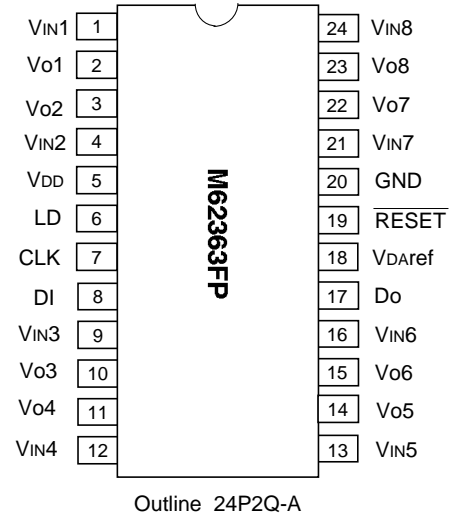 VIN1 1 24 VIN8
Vo1 2 23 Vo8
Vo2 3 22 Vo7
VIN2 4 21 VIN7
VDD 5 20 GND
LD 6 19 RESET
CLK 7 18 VDAref
DI 8 17 Do
VIN3 9 16 VIN6
Vo3 10 15 Vo6
Vo4 11 14 Vo5
VIN4 12 13 VIN5
M62363FP
Outline 24P2Q-A